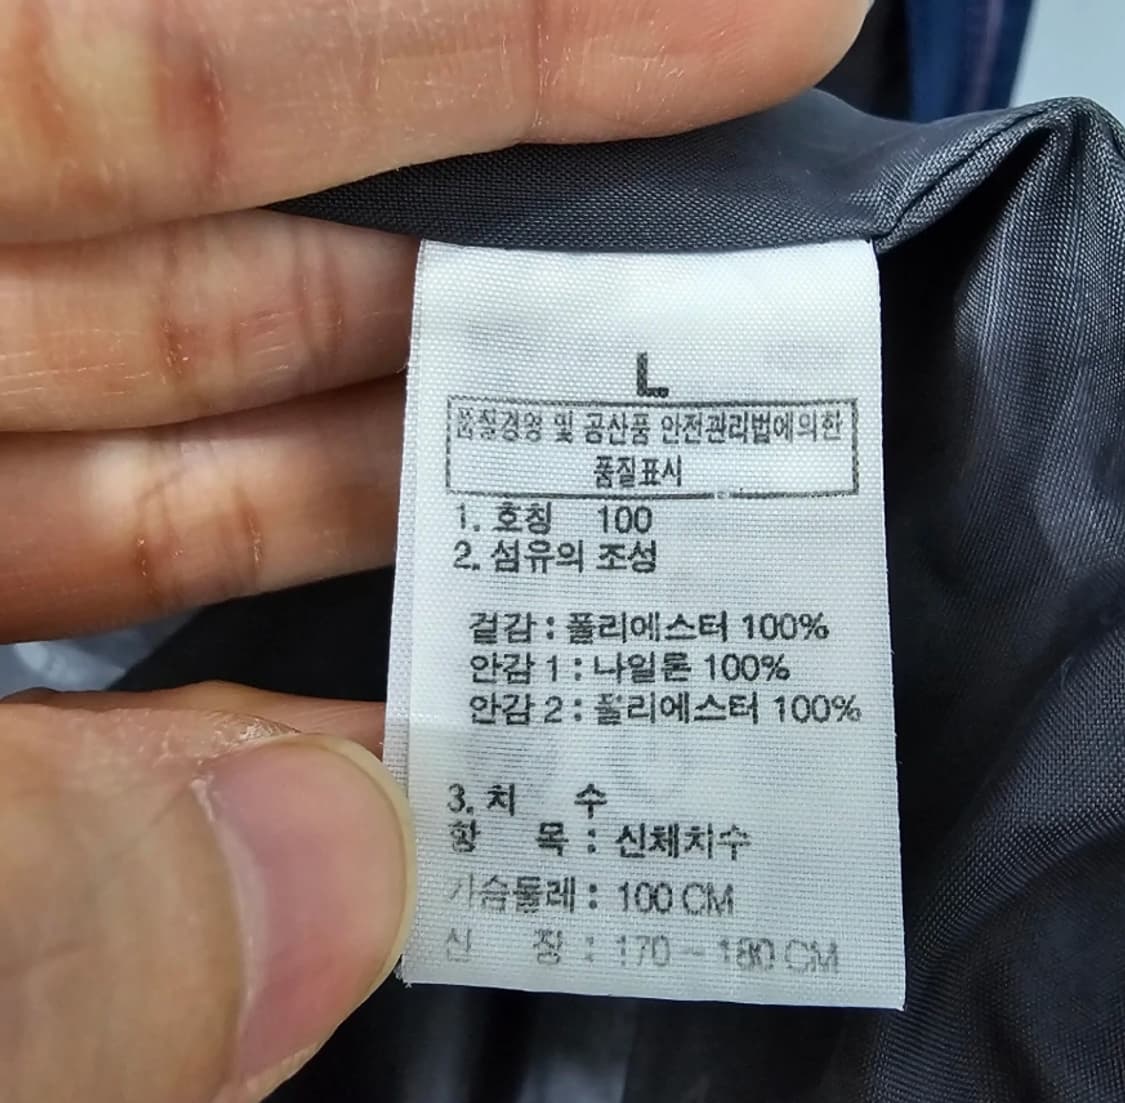 L
품질경영 및 공산품 안전관리법에의한
품질표시
1. 호칭 100
2. 섬유의 조성
겉감 : 폴리에스터 100%
안감 1 : 나일론 100%
안감 2 : 폴리에스터 100%
3. 치 수
항 목 : 신체치수
가슴둘레 : 100 CM
신 장 : 170 ~ 180 CM